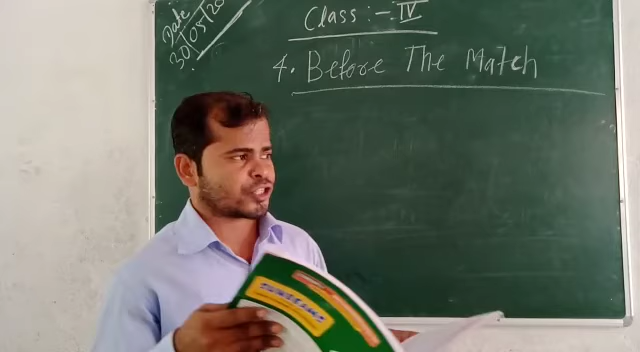 Date
30/05/20
Class :- IV
4. Before The Match